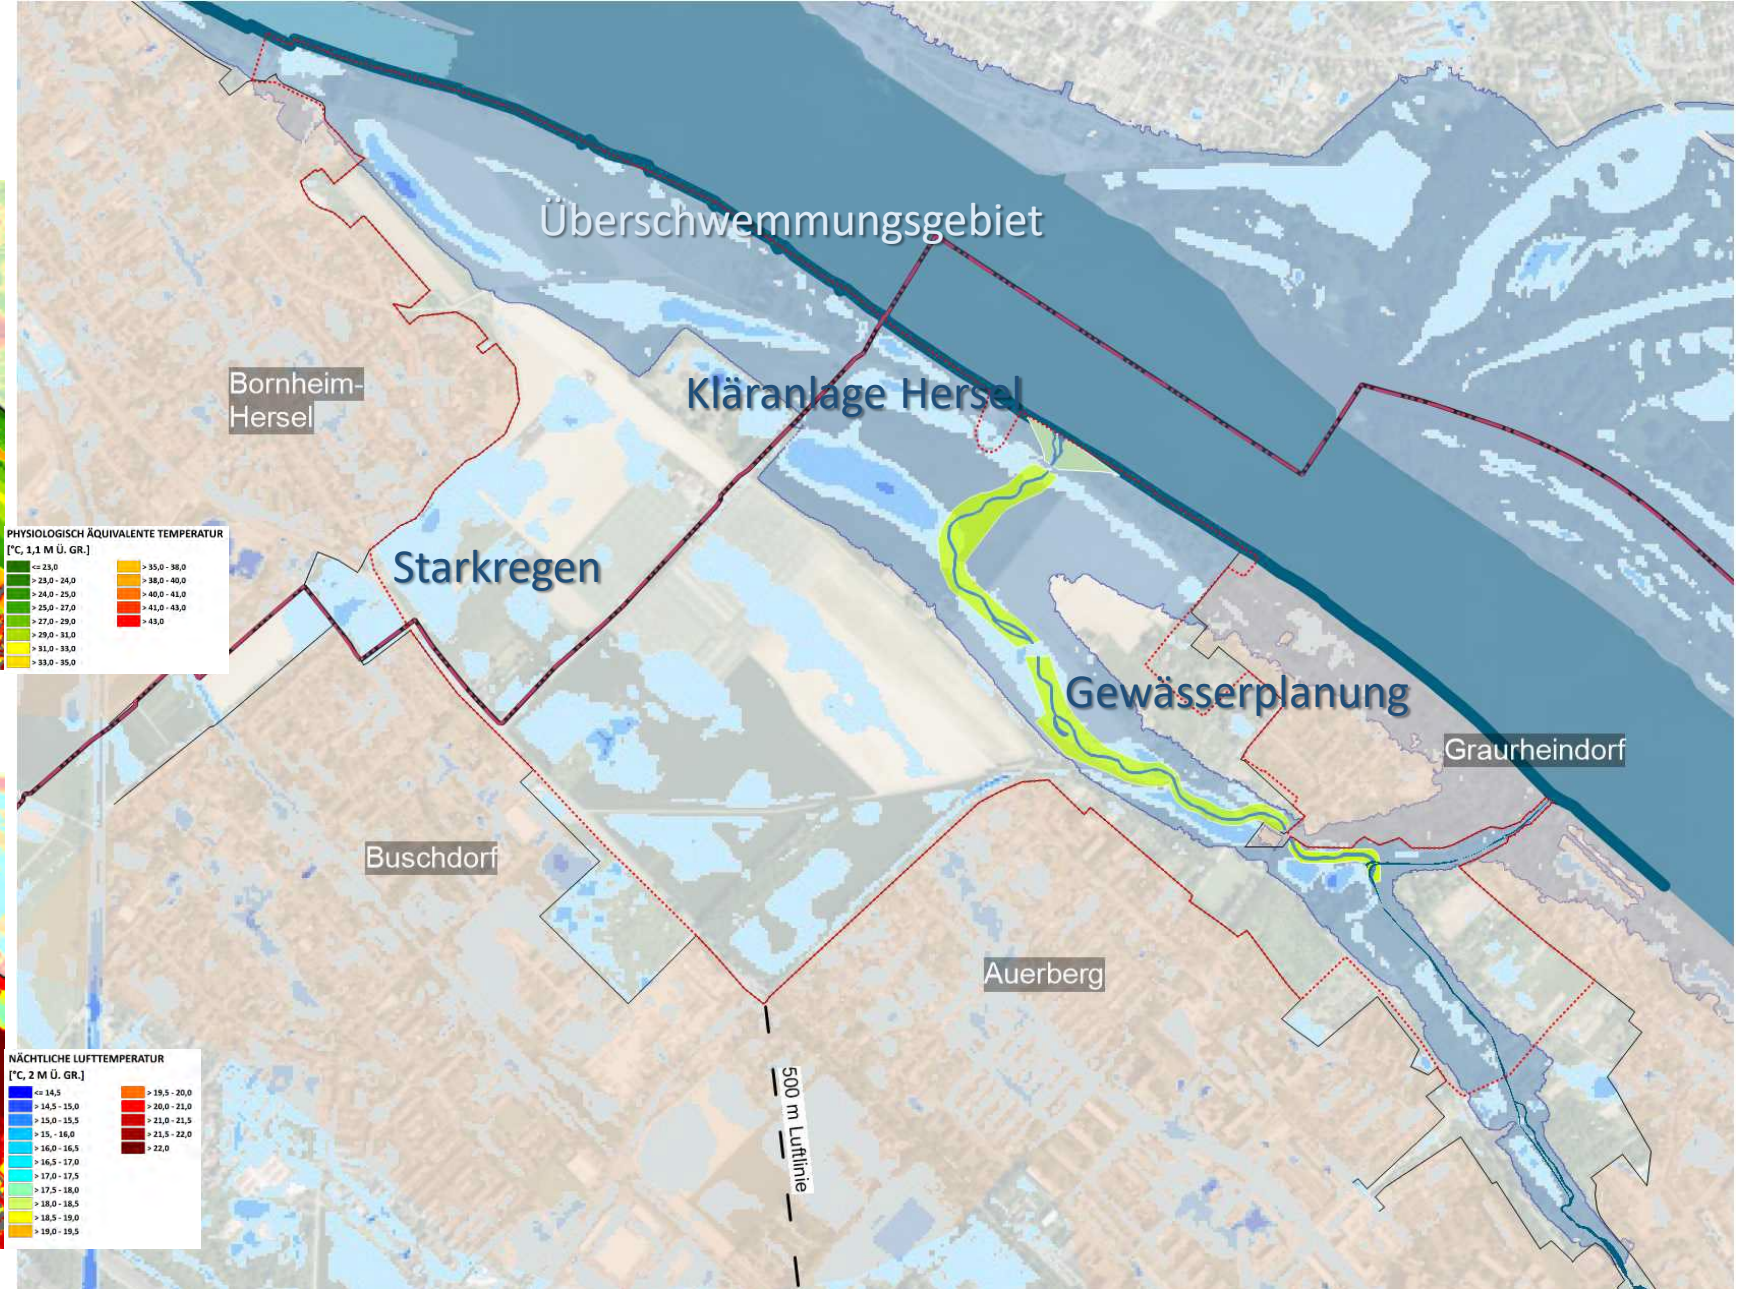 Überschwemmungsgebiet
Kläranlage Hersel
Bornheim-
Hersel
Starkregen
PHYSIOLOGISCH ÄQUIVALENTE TEMPERATUR
[°C, 1,1 M Ü. GR.]
<= 23,0
> 23,0 - 24,0
> 24,0 - 25,0
> 25,0 - 27,0
> 27,0 - 29,0
> 29,0 - 31,0
> 31,0 - 33,0
> 33,0 - 35,0
> 35,0 - 38,0
> 38,0 - 40,0
> 40,0 - 41,0
> 41,0 - 43,0
> 43,0
Gewässerplanung
Graurheindorf
Buschdorf
Auerberg
500 m Luftlinie
NÄCHTLICHE LUFTTEMPERATUR
[°C, 2 M Ü. GR.]
<= 14,5
> 14,5 - 15,0
> 15,0 - 15,5
> 15, - 16,0
> 16,0 - 16,5
> 16,5 - 17,0
> 17,0 - 17,5
> 17,5 - 18,0
> 18,0 - 18,5
> 18,5 - 19,0
> 19,0 - 19,5
> 19,5 - 20,0
> 20,0 - 21,0
> 21,0 - 21,5
> 21,5 - 22,0
> 22,0